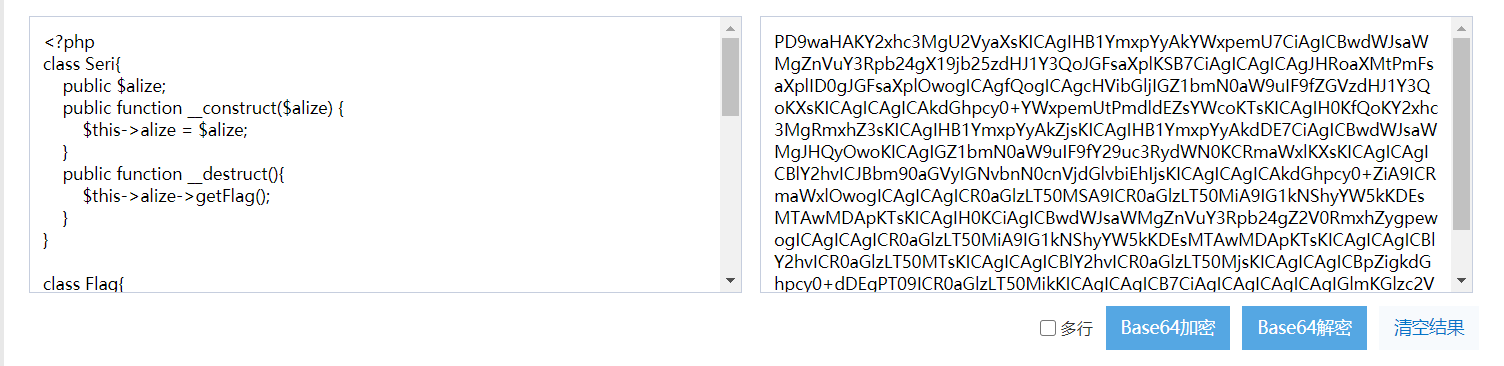 <?php
class Seri{
    public $alize;
    public function __construct($alize) {
        $this->alize = $alize;
    }
    public function __destruct(){
        $this->alize->getFlag();
    }
}
class Flag{
PD9waHAKY2xhc3MgU2VyaXsKICAgIHB1YmxpYyAkYWxpemU7CiAgICBwdWJsaW
MgZnVuY3Rpb24gX19jb25zdHJ1Y3QoJGFsaXplKSB7CiAgICAgICAgJHRoaXMtPmFs
aXplID0gJGFsaXplOwogICAgfQogICAgcHVibGljIGZ1bmN0aW9uIF9fZGVzdHJ1Y3Q
oKXsKICAgICAgICAkdGhpcy0+YWxpemUtPmdldEZsYWcoKTsKICAgIH0KfQoKY2xhc
3MgRmxhZ3sKICAgIHB1YmxpYyAkZjsKICAgIHB1YmxpYyAkdDE7CiAgICBwdWJsaW
MgJHQyOwoKICAgIGZ1bmN0aW9uIF9fY29uc3RydWN0KCRmaWxlKXsKICAgICAgI
CBlY2hvICJBbm90aGVyIGNvbnN0cnVjdGlvbiEhIjsKICAgICAgICAkdGhpcy0+ZiA9ICR
maWxlOwogICAgICAgICR0aGlzLT50MSA9ICR0aGlzLT50MiA9IG1kNShyYW5kKDEs
MTAwMDApKTsKICAgIH0KCiAgICBwdWJsaWMgZnVuY3Rpb24gZ2V0RmxhZygpew
ogICAgICAgICR0aGlzLT50MiA9IG1kNShyYW5kKDEsMTAwMDApKTsKICAgICAgICBl
Y2hvICR0aGlzLT50MTsKICAgICAgICBlY2hvICR0aGlzLT50MjsKICAgICAgICBpZigkdG
hpcy0+dDEgPT09ICR0aGlzLT50MikKICAgICAgICB7CiAgICAgICAgICAgIGlmKGlzc2V
多行
Base64加密
Base64解密
清空结果